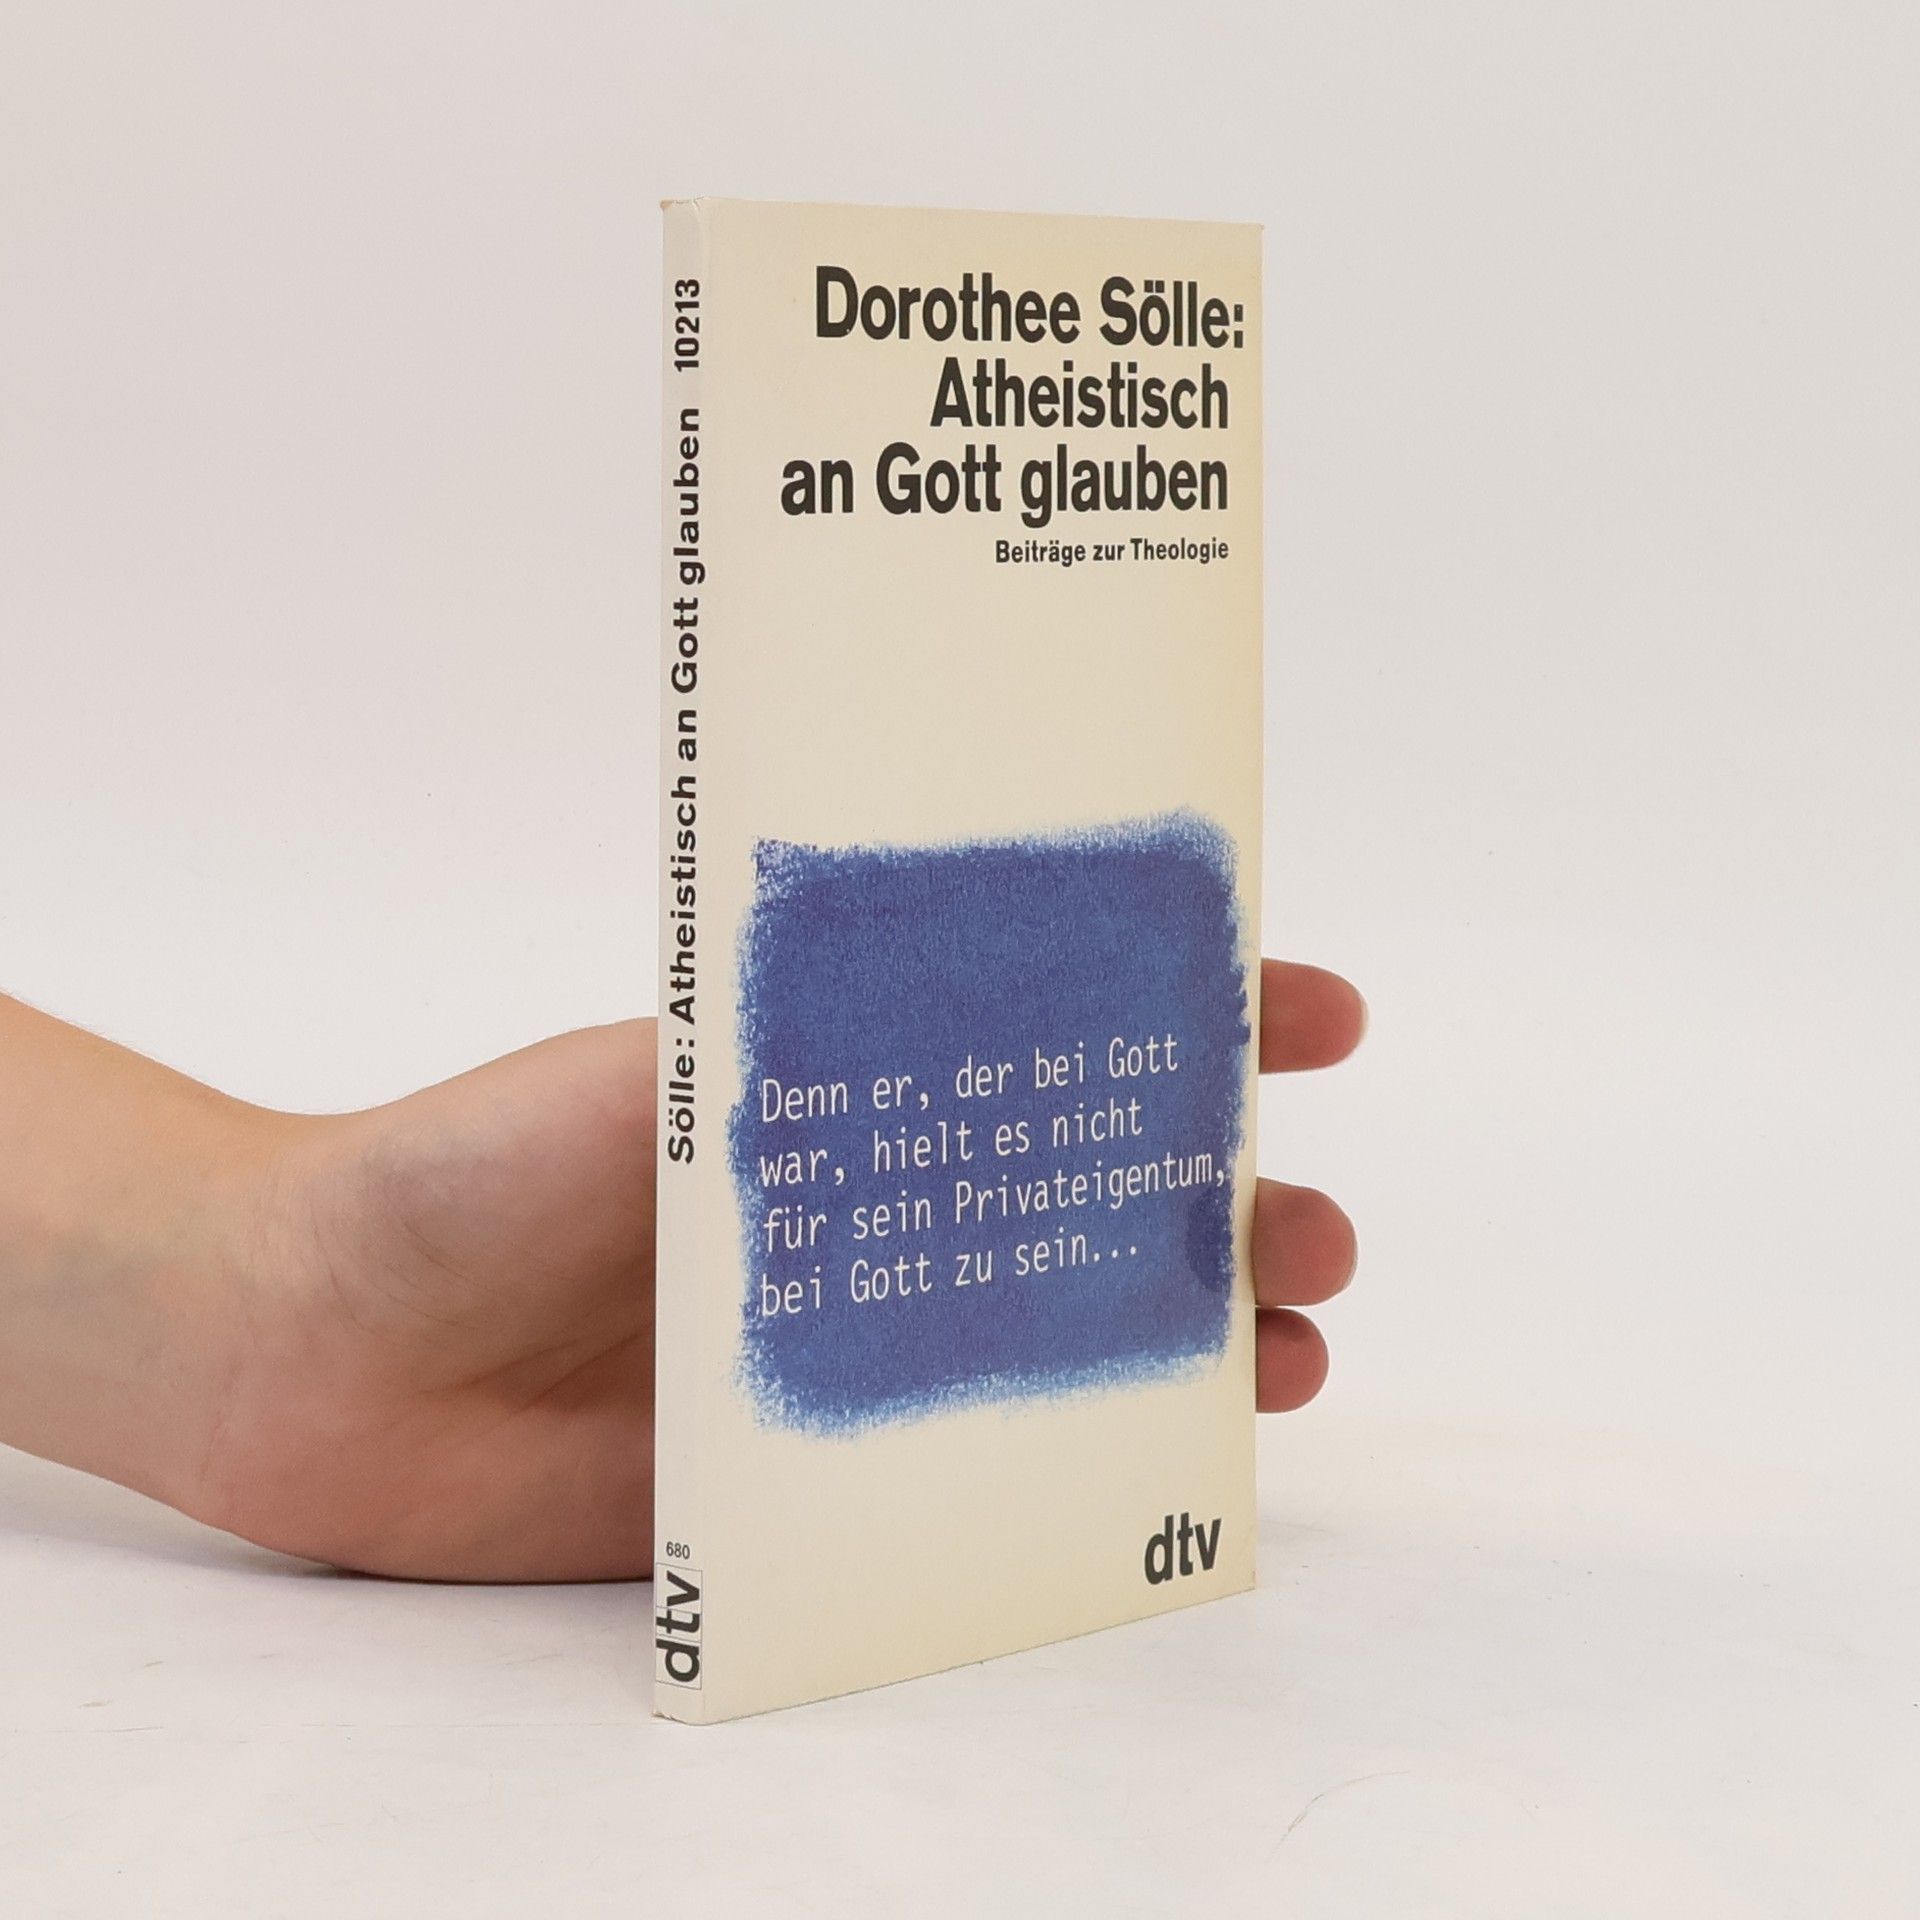 Dorothee Sölle:
Atheistisch
an Gott glauben
Beiträge zur Theologie
Denn er, der bei Gott
war, hielt es nicht
für sein Privateigentum,
bei Gott zu sein...
dtv
Sölle: Atheistisch an Gott glauben 10213
680
dtv